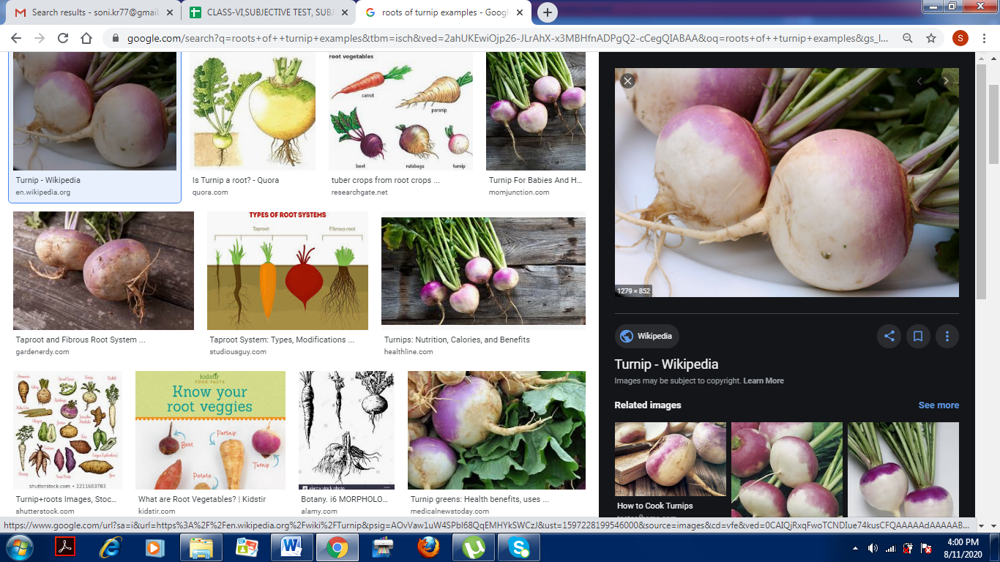 Search results - soni.kr77@gmail
CLASS-VI,SUBJECTIVE TEST, SUBJ
roots of turnip examples - Googl
google.com/search?q=roots+of++turnip+examples&tbm=isch&ved=2ahUKEwiOjp26-JLrAhX-x3MBHfnADPgQ2-cCegQIABAA&oq=roots+of++turnip+examples&gs_l...
S
root vegetables
carrot
parsnip
beet
rutabaga
turnip
Turnip - Wikipedia
en.wikipedia.org
Is Turnip a root? - Quora
quora.com
tuber crops from root crops ...
researchgate.net
Turnip For Babies And H...
momjunction.com
TYPES OF ROOT SYSTEMS
Taproot
Fibrous root
Taproot and Fibrous Root System ...
gardenerdy.com
Taproot System: Types, Modifications ...
studiousguy.com
Turnips: Nutrition, Calories, and Benefits
healthline.com
shutterstock.com • 1211683783
kidstir
FOOD FACTS
Know your
root veggies
Beet
Parsnip
Turnip
Potato
alamy stock photo
Turnip+roots Images, Stoc...
shutterstock.com
What are Root Vegetables? | Kidstir
kidstir.com
Botany. i6 MORPHOLO...
alamy.com
Turnip greens: Health benefits, uses ...
medicalnewstoday.com
1279 × 852
Wikipedia
Turnip - Wikipedia
Images may be subject to copyright. Learn More
Related images
See more
How to Cook Turnips
https://www.google.com/url?sa=i&url=https%3A%2F%2Fen.wikipedia.org%2Fwiki%2FTurnip&psig=AOvVaw1uW4SPbI68QqEMHYkSWCzJ&ust=1597228199546000&source=images&cd=vfe&ved=0CAIQjRxqFwoTCNDIue74kusCFQAAAAAdAAAAAB...
4:00 PM
8/11/2020